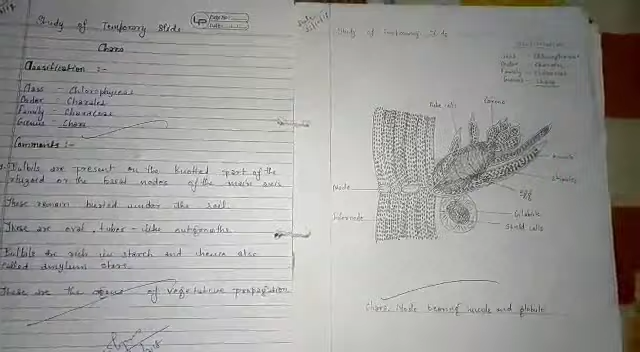 Study of Temporary Slide
Chara
Classification :-
Class - Chlorophyceae
Order - Charales
Family - Characeae
Genus - Chara
Comments :-
Bulbils are present on the knotted part of the
rhizoid or the basal nodes of the main axis
These remain buried under the soil.
These are oval, tuber-like outgrowths
Bulbils are rich in starch and hence also
called amylum stars.
These are the means of vegetative propagation
Study of Temporary Slide
Class - Chlorophyceae
Order - Charales
Family - Characeae
Genus - Chara
Tube cells
Corona
Node
Internode
Egg
Globule
Shield cells
Chara. Node bearing nucule and globule